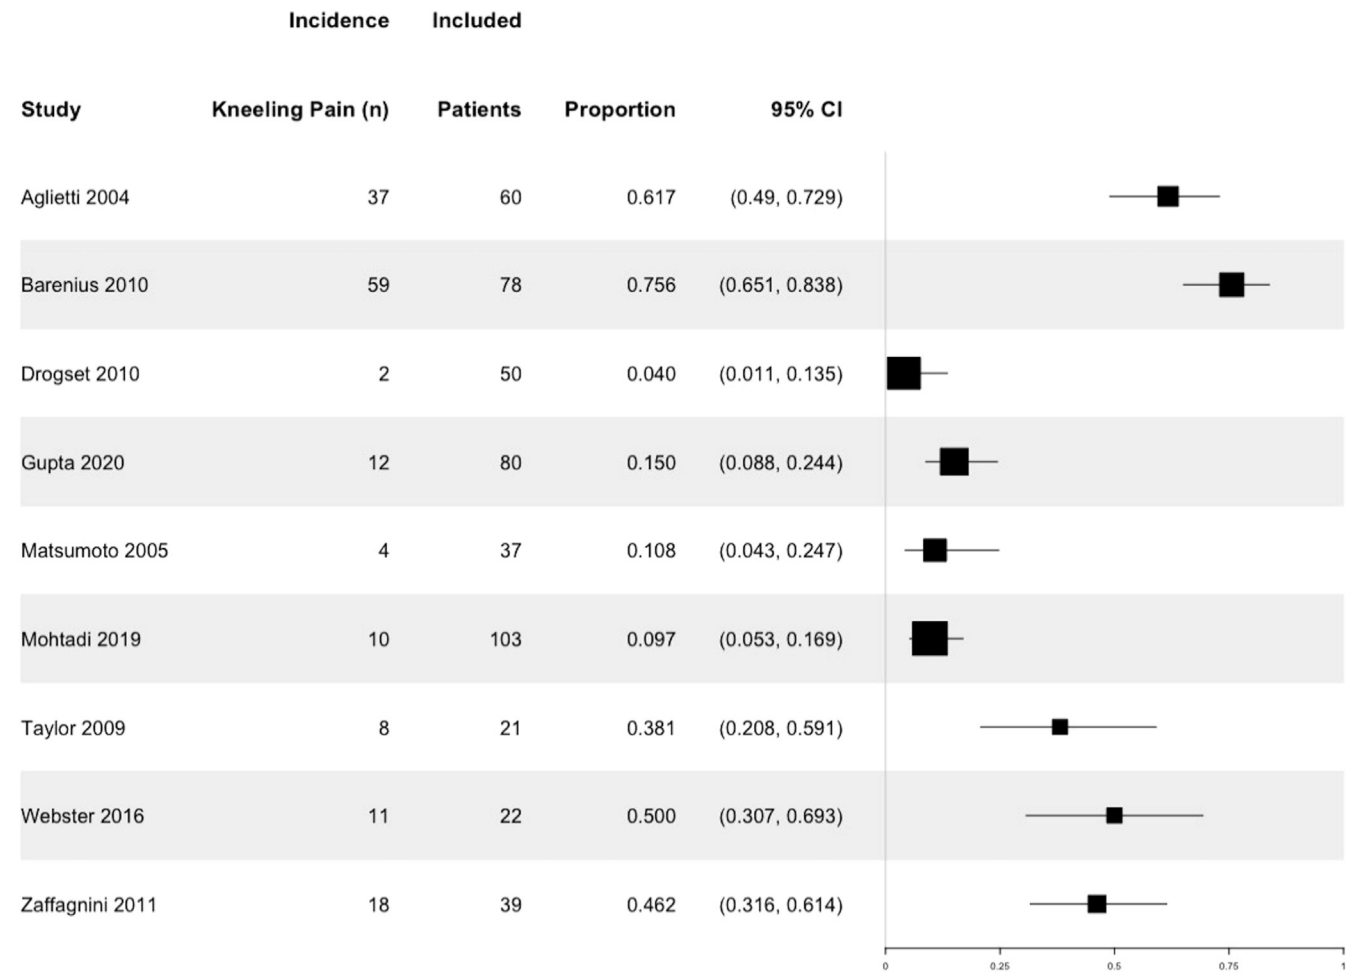 Incidence Included
Study Kneeling Pain (n) Patients Proportion 95% CI
Aglietti 2004 37 60 0.617 (0.49, 0.729)
Barenius 2010 59 78 0.756 (0.651, 0.838)
Drogset 2010 2 50 0.040 (0.011, 0.135)
Gupta 2020 12 80 0.150 (0.088, 0.244)
Matsumoto 2005 4 37 0.108 (0.043, 0.247)
Mohtadi 2019 10 103 0.097 (0.053, 0.169)
Taylor 2009 8 21 0.381 (0.208, 0.591)
Webster 2016 11 22 0.500 (0.307, 0.693)
Zaffagnini 2011 18 39 0.462 (0.316, 0.614)
0 0.25 0.5 0.75 1